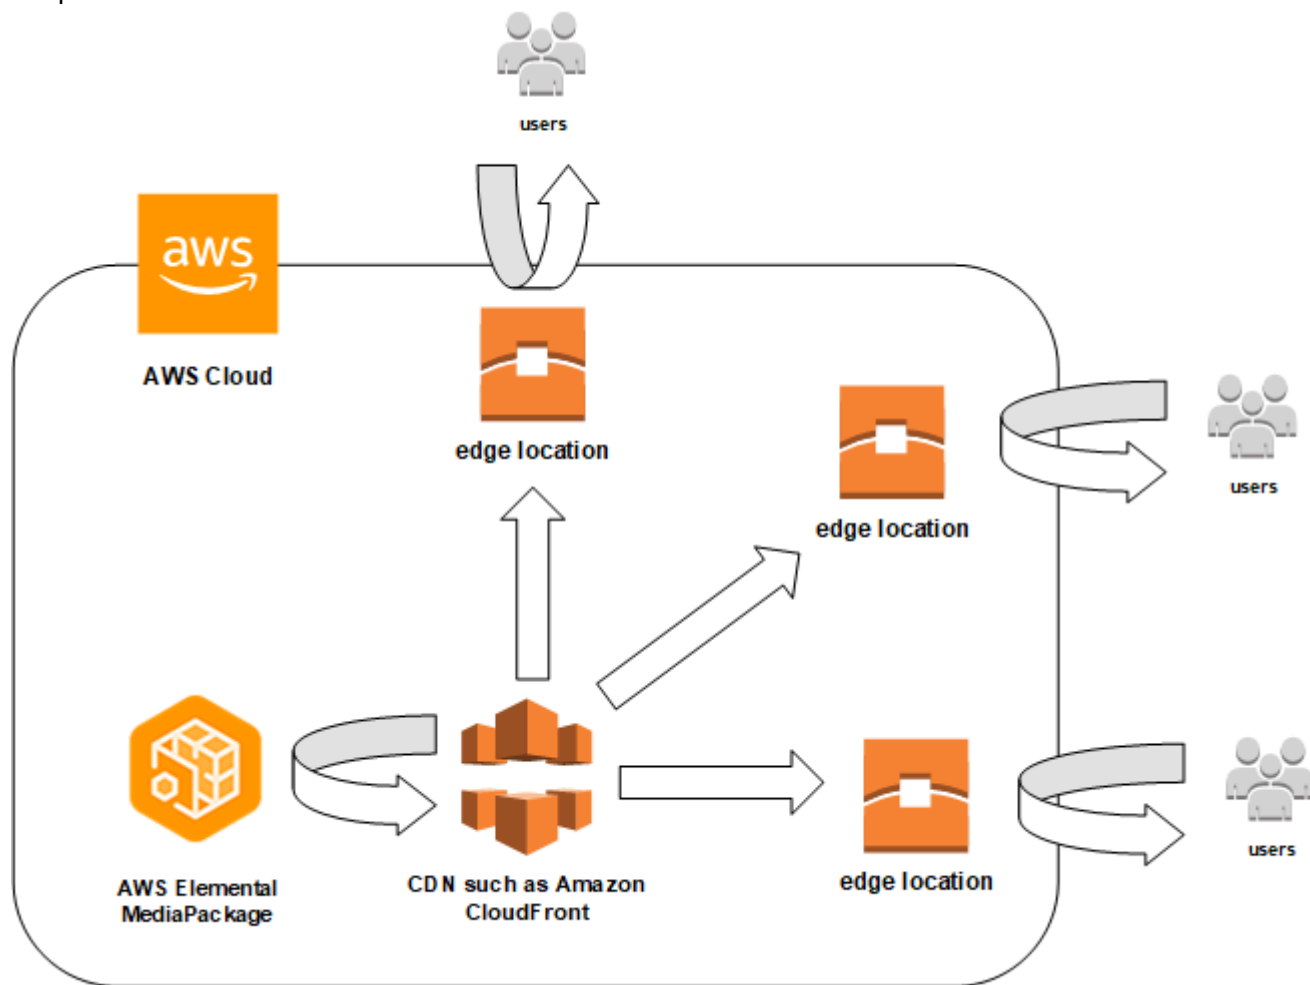 users
aws
AWS Cloud
edge location
users
edge location
AWS Elemental
MediaPackage
CDN such as Amazon
CloudFront
edge location
users